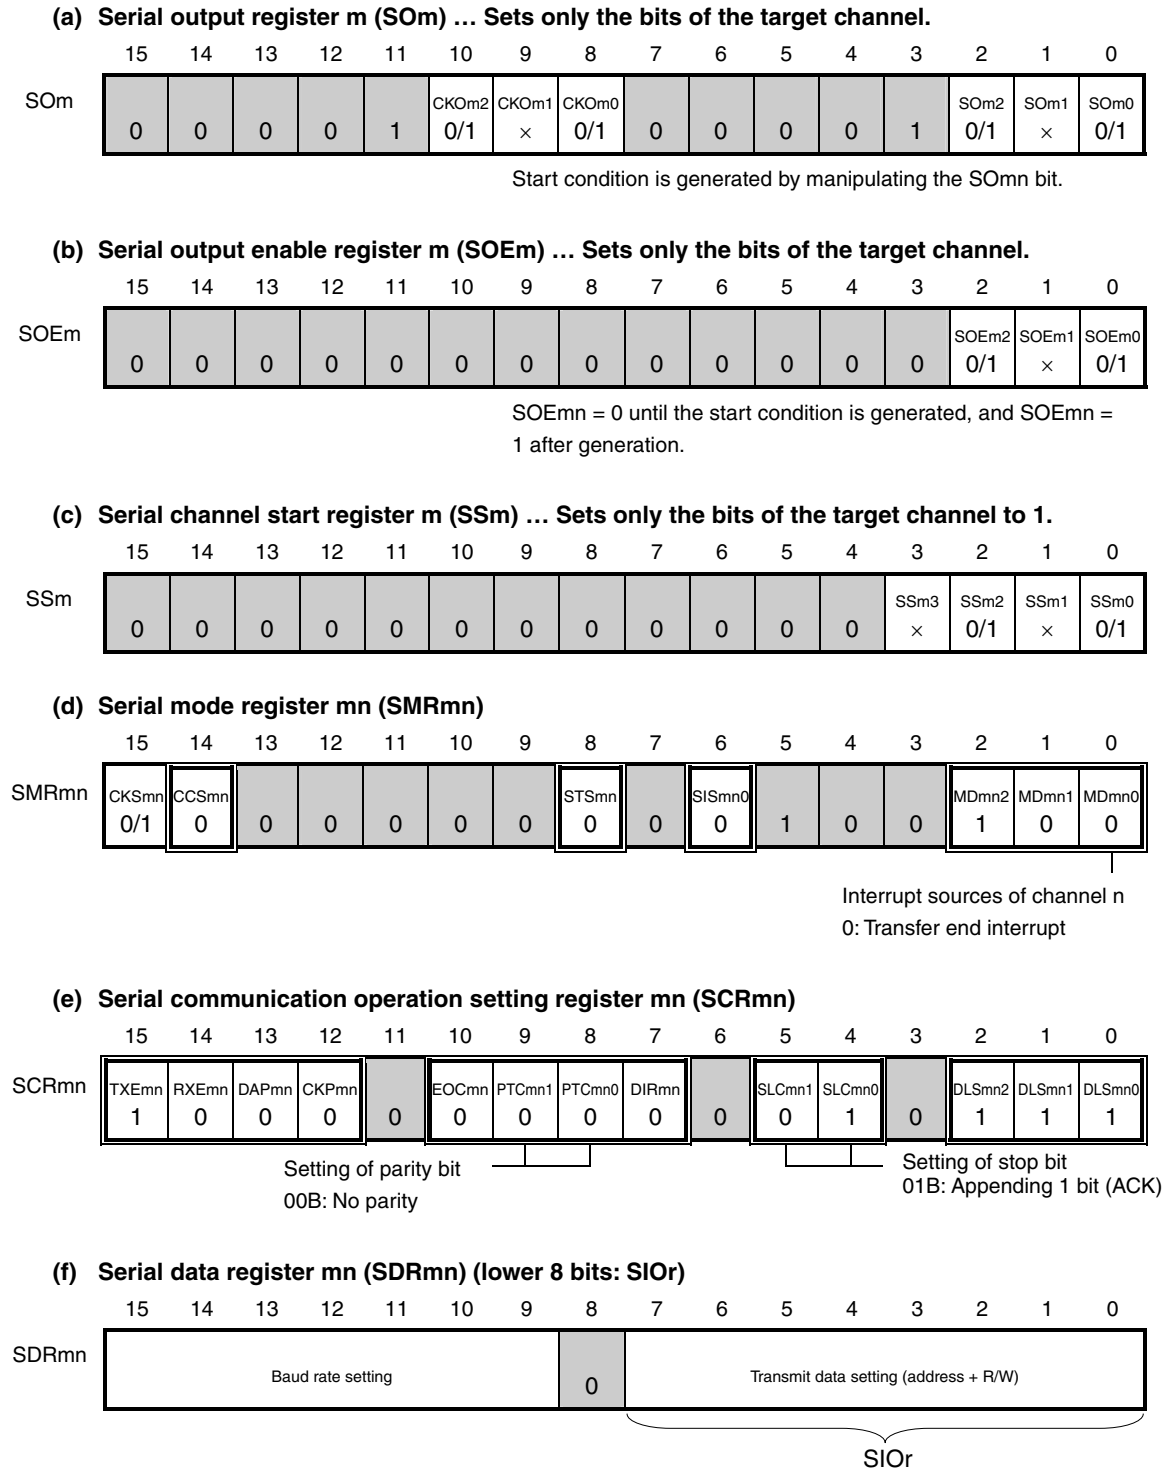 (a) Serial output register m (SOm) … Sets only the bits of the target channel.
15 14 13 12 11 10 9 8 7 6 5 4 3 2 1 0
SOm
CKOm2 CKOm1 CKOm0 SOm2 SOm1 SOm0
0 0 0 0 1 0/1 × 0/1 0 0 0 0 1 0/1 × 0/1
Start condition is generated by manipulating the SOmn bit.
(b) Serial output enable register m (SOEm) … Sets only the bits of the target channel.
15 14 13 12 11 10 9 8 7 6 5 4 3 2 1 0
SOEm
SOEm2 SOEm1 SOEm0
0 0 0 0 0 0 0 0 0 0 0 0 0 0/1 × 0/1
SOEmn = 0 until the start condition is generated, and SOEmn =
1 after generation.
(c) Serial channel start register m (SSm) … Sets only the bits of the target channel to 1.
15 14 13 12 11 10 9 8 7 6 5 4 3 2 1 0
SSm
SSm3 SSm2 SSm1 SSm0
0 0 0 0 0 0 0 0 0 0 0 0 × 0/1 × 0/1
(d) Serial mode register mn (SMRmn)
15 14 13 12 11 10 9 8 7 6 5 4 3 2 1 0
SMRmn
CKSmn CCSmn STSmn SISmn0 MDmn2 MDmn1 MDmn0
0/1 0 0 0 0 0 0 0 0 0 1 0 0 1 0 0
Interrupt sources of channel n
0: Transfer end interrupt
(e) Serial communication operation setting register mn (SCRmn)
15 14 13 12 11 10 9 8 7 6 5 4 3 2 1 0
SCRmn
TXEmn RXEmn DAPmn CKPmn EOCmn PTCmn1 PTCmn0 DIRmn SLCmn1 SLCmn0 DLSmn2 DLSmn1 DLSmn0
1 0 0 0 0 0 0 0 0 0 0 1 0 1 1 1
Setting of parity bit
00B: No parity
Setting of stop bit
01B: Appending 1 bit (ACK)
(f) Serial data register mn (SDRmn) (lower 8 bits: SIOr)
15 14 13 12 11 10 9 8 7 6 5 4 3 2 1 0
SDRmn
Baud rate setting 0 Transmit data setting (address + R/W)
SIOr